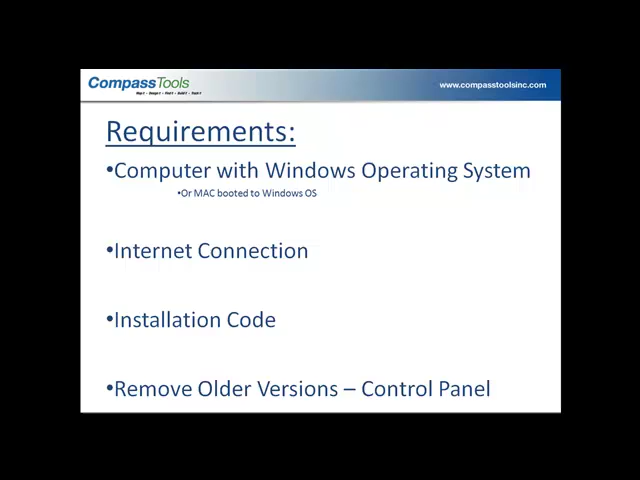 CompassTools
www.compasstoolsinc.com
Requirements:
•Computer with Windows Operating System
•Or MAC booted to Windows OS
•Internet Connection
•Installation Code
•Remove Older Versions – Control Panel